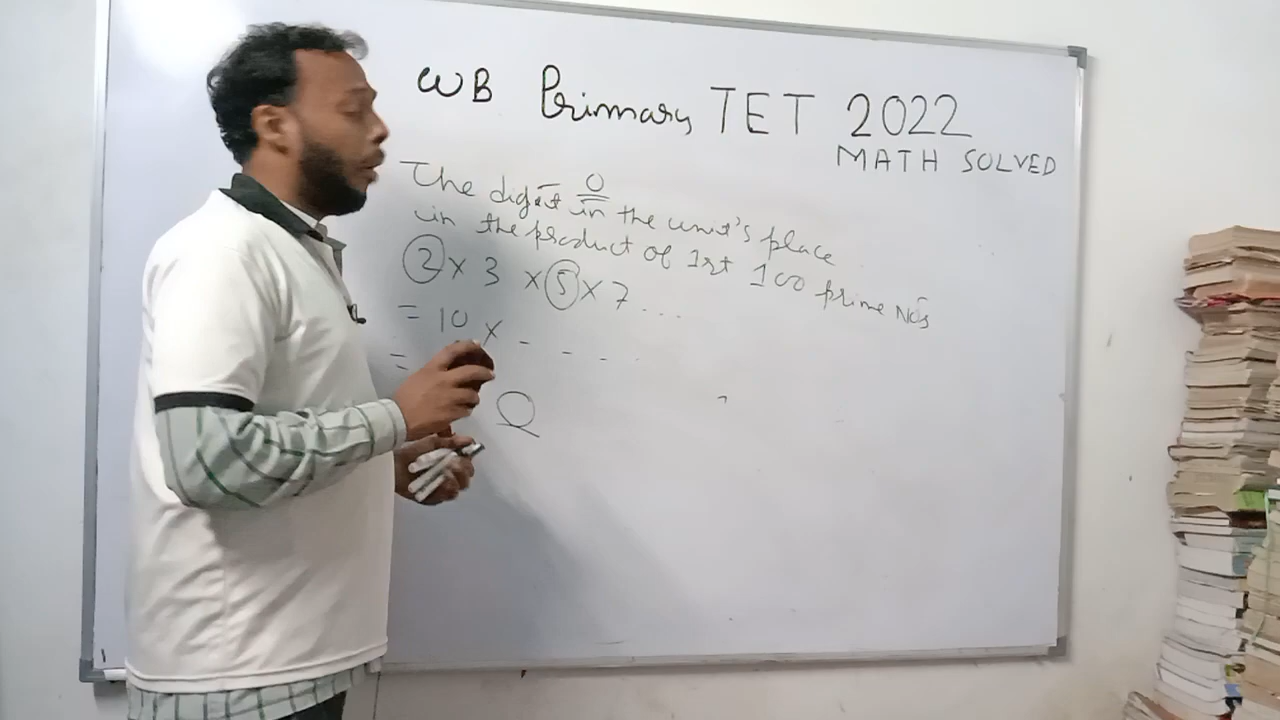 WB Primary TET 2022
MATH SOLVED
0
The digit in the unit's place
in the product of 1st 100 prime Nos
2 × 3 × 5 × 7 ....
= 10 × - - - -
=
0